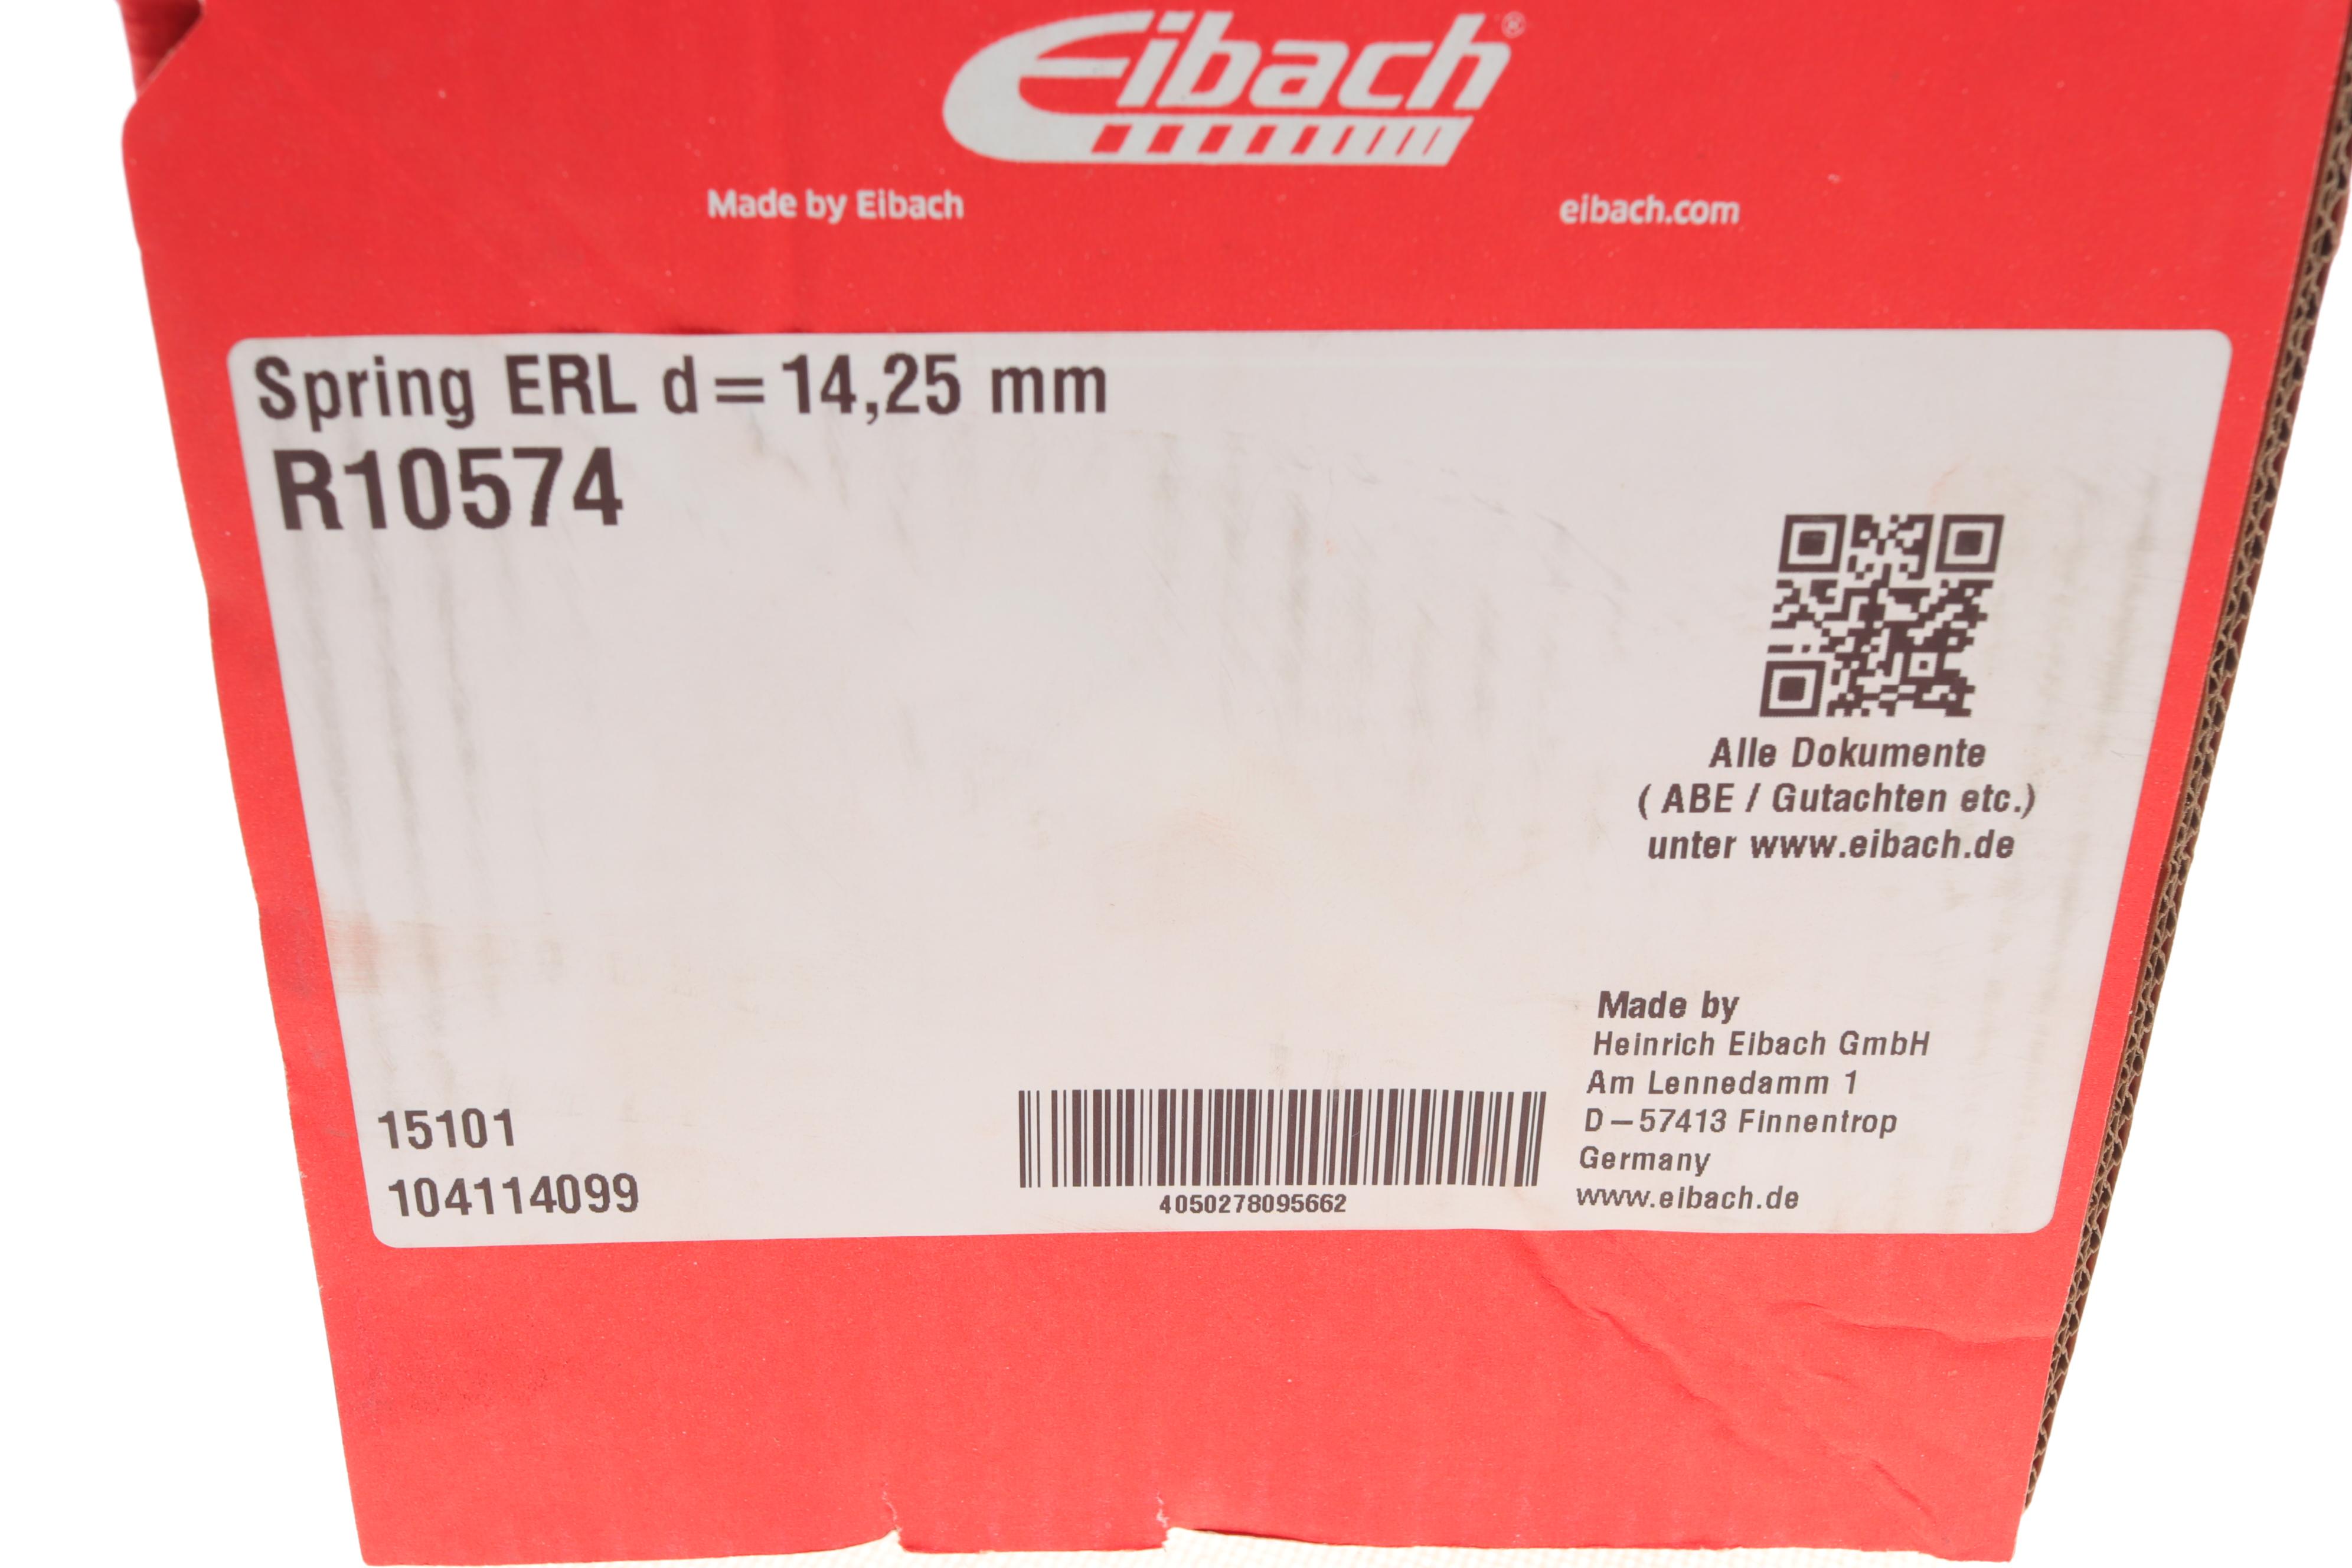 Eibach®
Made by Eibach
eibach.com
Spring ERL d=14,25 mm
R10574
Alle Dokumente
( ABE / Gutachten etc.)
unter www.eibach.de
Made by
Heinrich Eibach GmbH
Am Lennedamm 1
D–57413 Finnentrop
Germany
www.eibach.de
15101
104114099
4050278095662